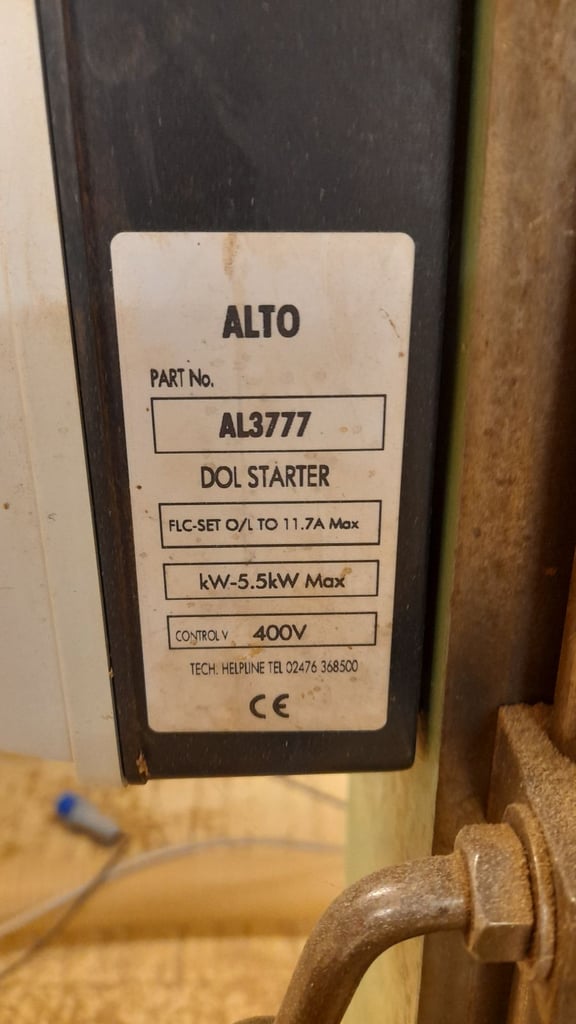 ALTO
PART No.
AL3777
DOL STARTER
FLC-SET O/L TO 11.7A Max
kW-5.5kW Max
CONTROL V 400V
TECH. HELPLINE TEL 02476 368500
CE